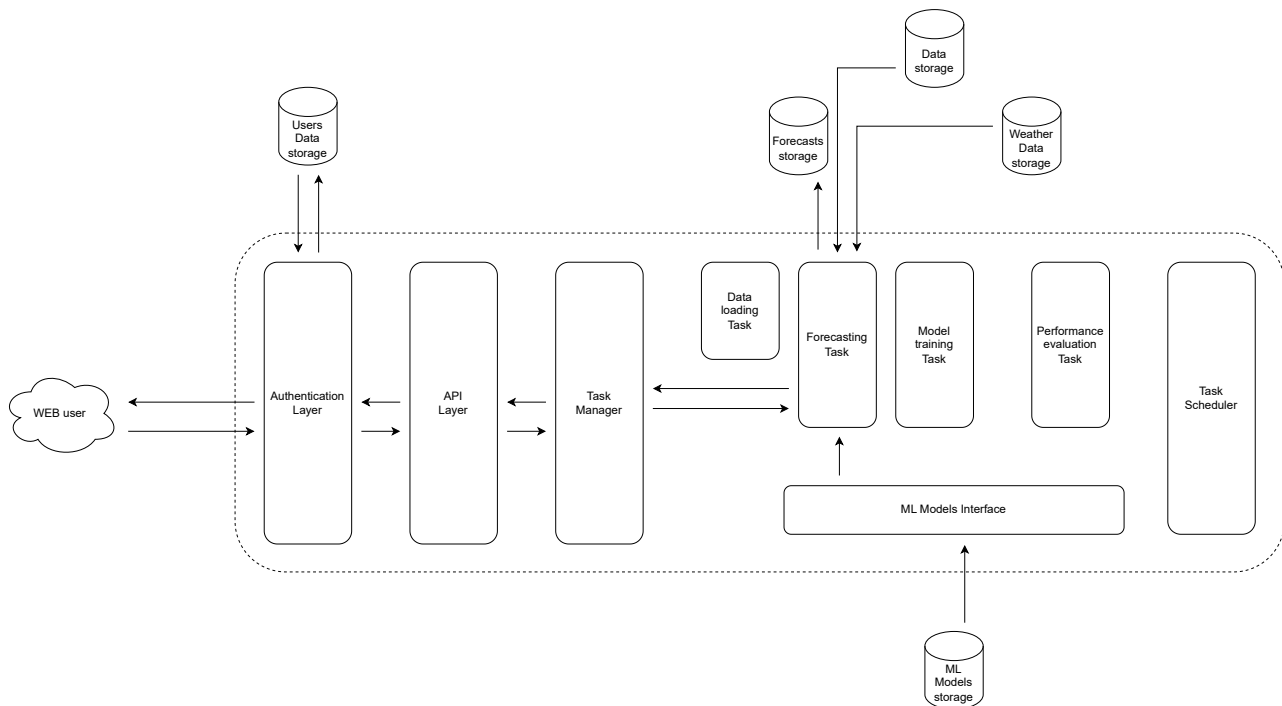 Data
storage
Users
Data
storage
Forecasts
storage
Weather
Data
storage
Data
loading
Task
Forecasting
Task
Model
training
Task
Performance
evaluation
Task
WEB user
Authentication
Layer
API
Layer
Task
Manager
Task
Scheduler
ML Models Interface
ML
Models
storage